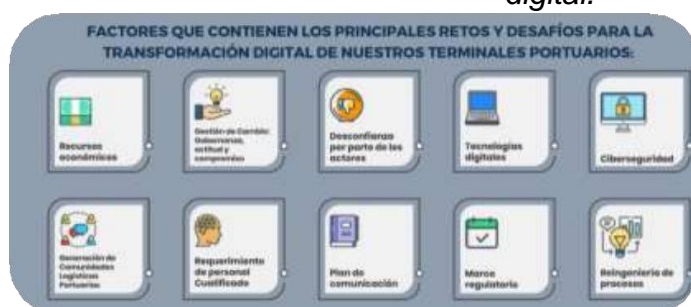 digital.
FACTORES QUE CONTIENEN LOS PRINCIPALES RETOS Y DESAFÍOS PARA LA
TRANSFORMACIÓN DIGITAL DE NUESTROS TERMINALES PORTUARIOS:
Recursos
económicos
Gestión de Cambio:
Gobernanza,
actitud y
compromiso
Desconfianza
por parte de los
actores
Tecnologías
digitales
Ciberseguridad
Generación de
Comunidades
Logísticas
Portuarias
Requerimiento
de personal
Cualificado
Plan de
comunicación
Marco
regulatorio
Reingeniería de
procesos